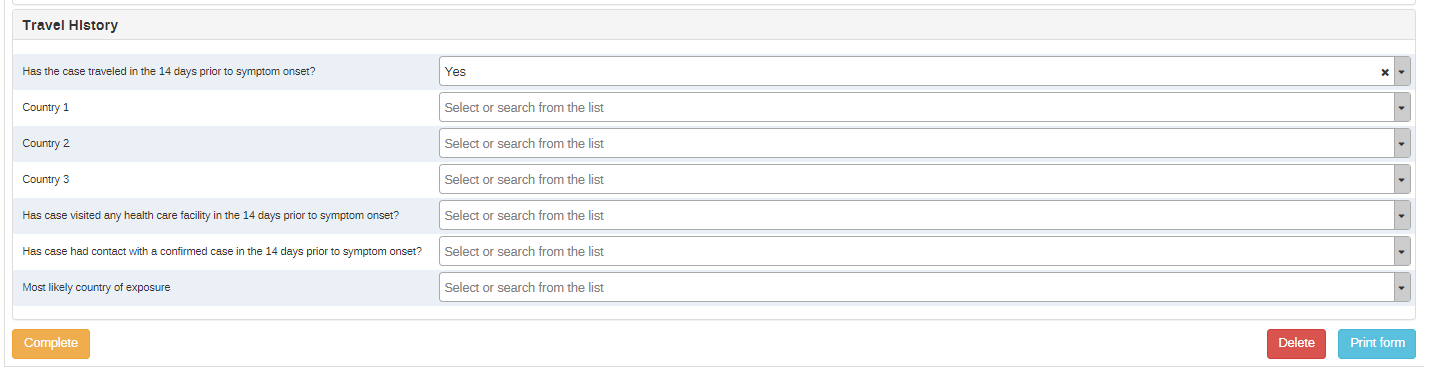 Travel History
Has the case traveled in the 14 days prior to symptom onset?
Yes
Country 1
Select or search from the list
Country 2
Select or search from the list
Country 3
Select or search from the list
Has case visited any health care facility in the 14 days prior to symptom onset?
Select or search from the list
Has case had contact with a confirmed case in the 14 days prior to symptom onset?
Select or search from the list
Most likely country of exposure
Select or search from the list
Complete
Delete
Print form